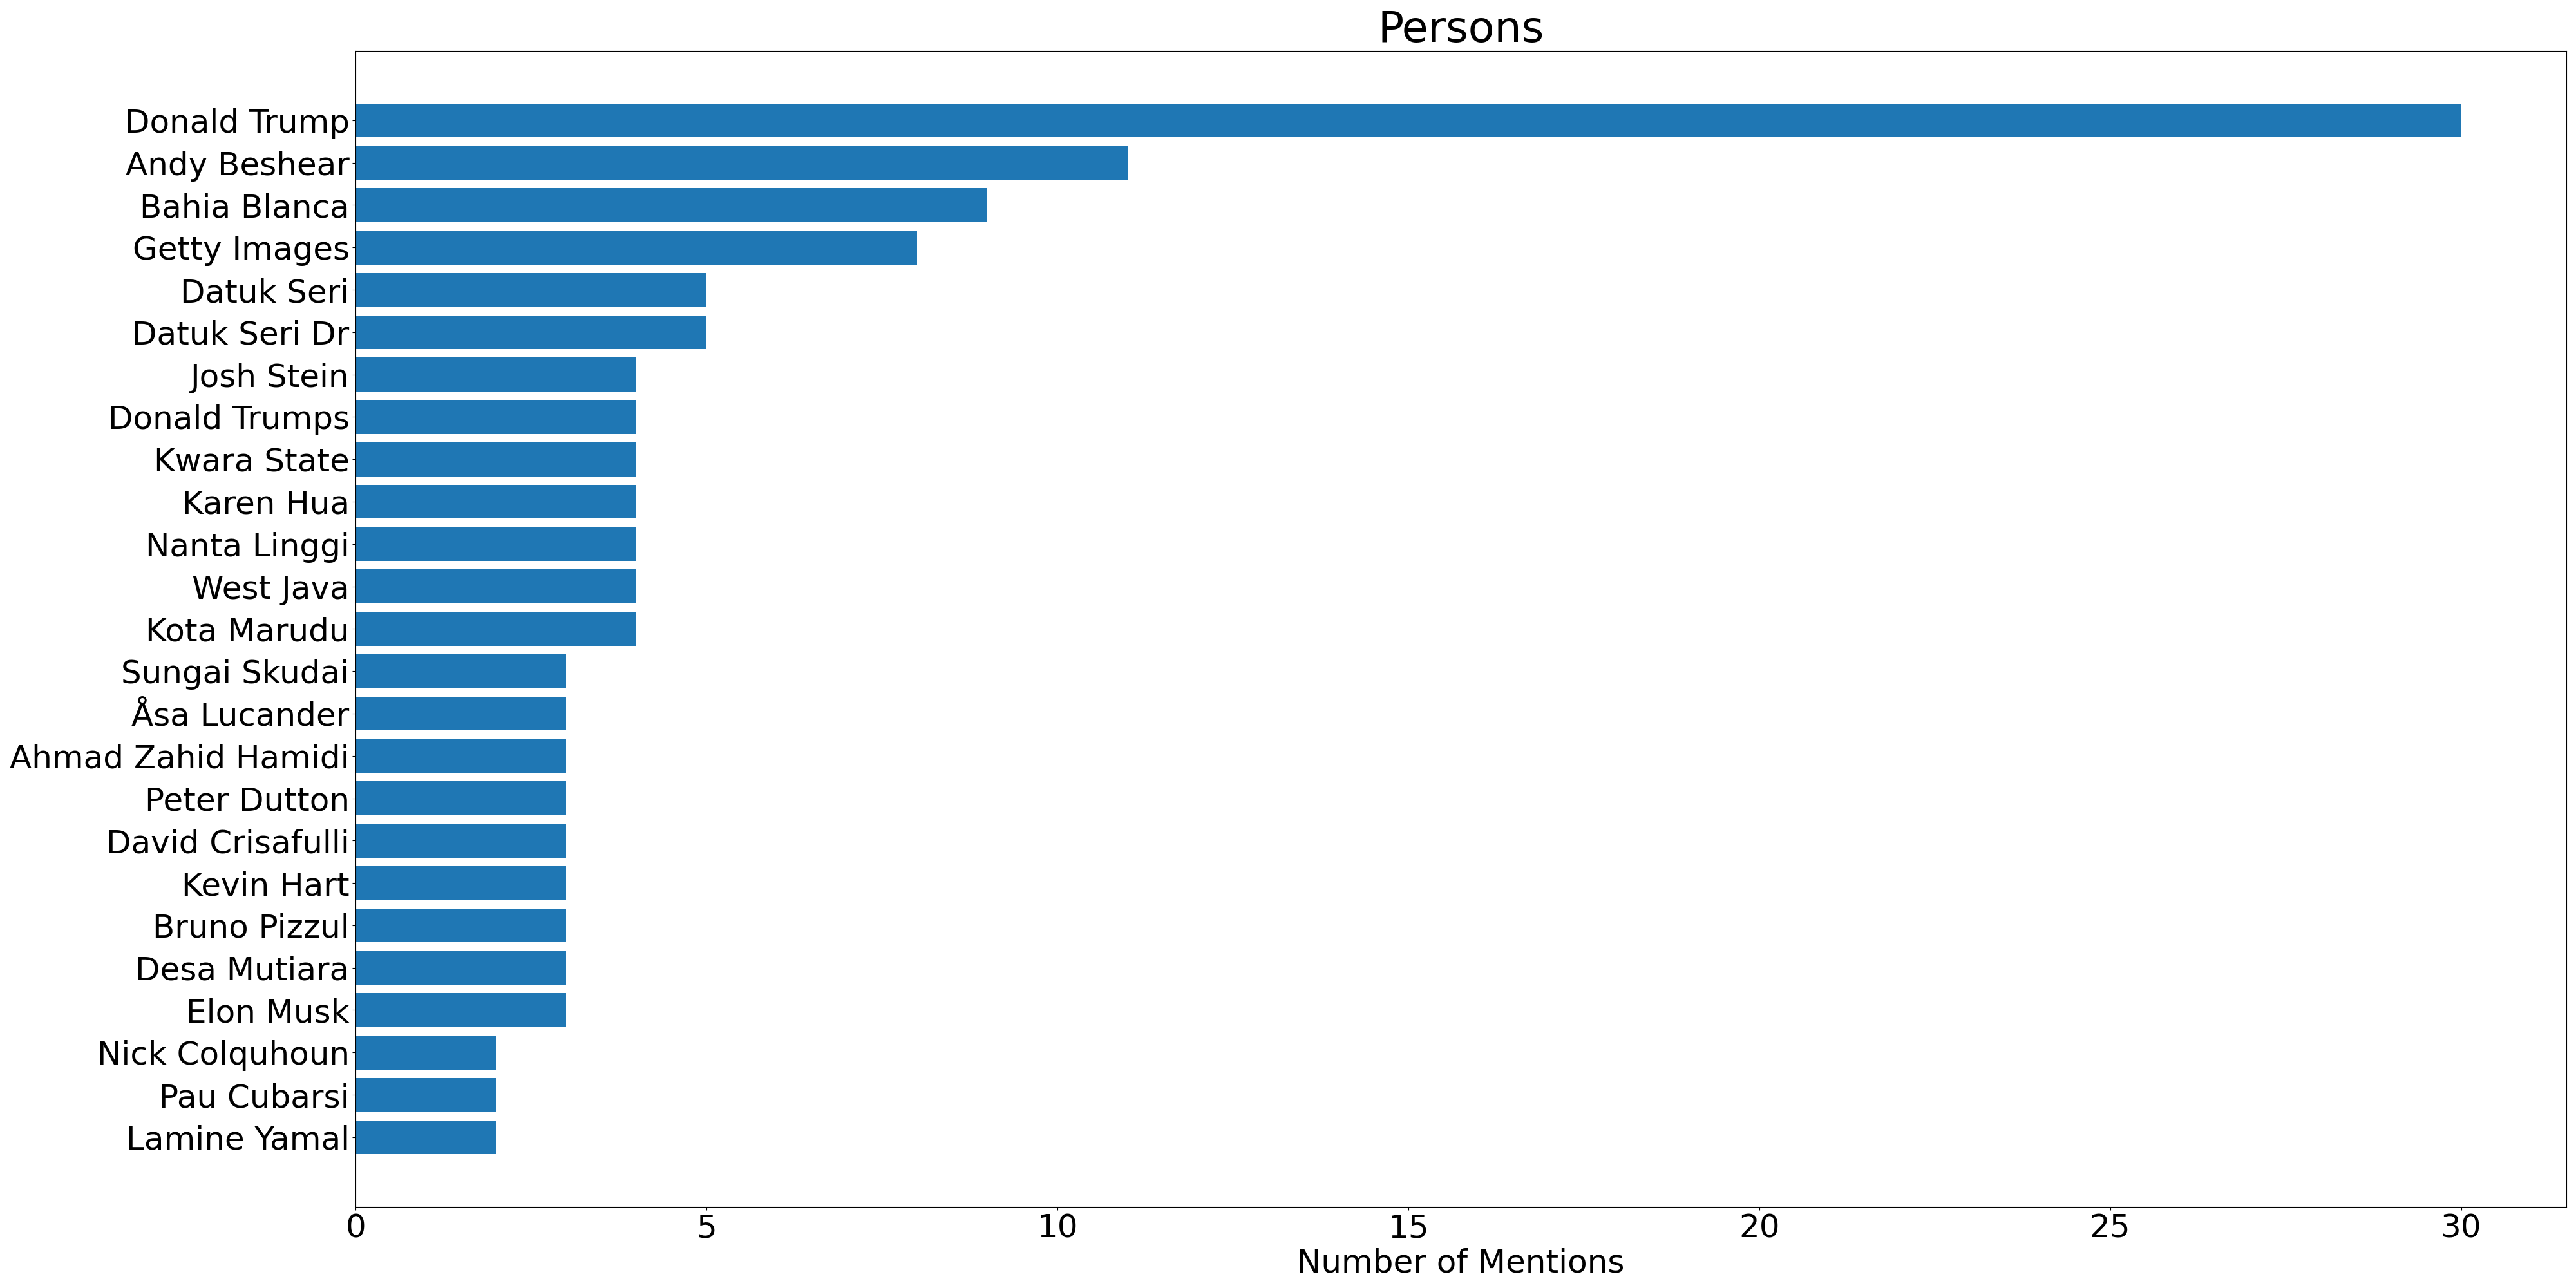 Persons
Donald Trump
Andy Beshear
Bahia Blanca
Getty Images
Datuk Seri
Datuk Seri Dr
Josh Stein
Donald Trumps
Kwara State
Karen Hua
Nanta Linggi
West Java
Kota Marudu
Sungai Skudai
Åsa Lucander
Ahmad Zahid Hamidi
Peter Dutton
David Crisafulli
Kevin Hart
Bruno Pizzul
Desa Mutiara
Elon Musk
Nick Colquhoun
Pau Cubarsi
Lamine Yamal
0 5 10 15 20 25 30
Number of Mentions